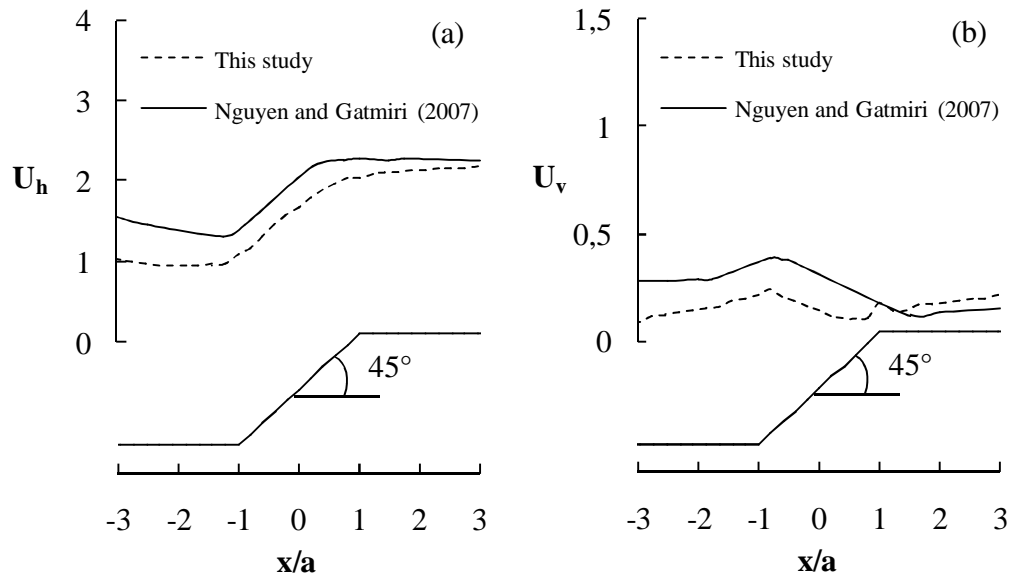 (a)
4
3
2
1
0
U_h
This study
Nguyen and Gatmiri (2007)
45°
-3 -2 -1 0 1 2 3
x/a
(b)
1,5
1
0,5
0
U_v
This study
Nguyen and Gatmiri (2007)
45°
-3 -2 -1 0 1 2 3
x/a